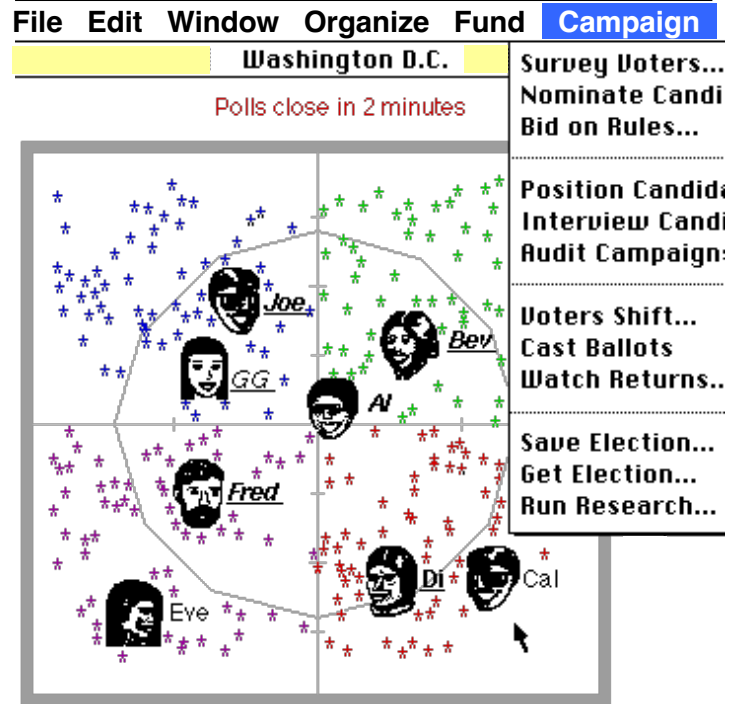 File Edit Window Organize Fund Campaign
Washington D.C.
Polls close in 2 minutes
Survey Voters...
Nominate Candi
Bid on Rules...
Position Candida
Interview Candi
Audit Campaigns
Voters Shift...
Cast Ballots
Watch Returns..
Save Election...
Get Election...
Run Research...
Joe
Bev
GG
Al
Fred
Di
Cal
Eve